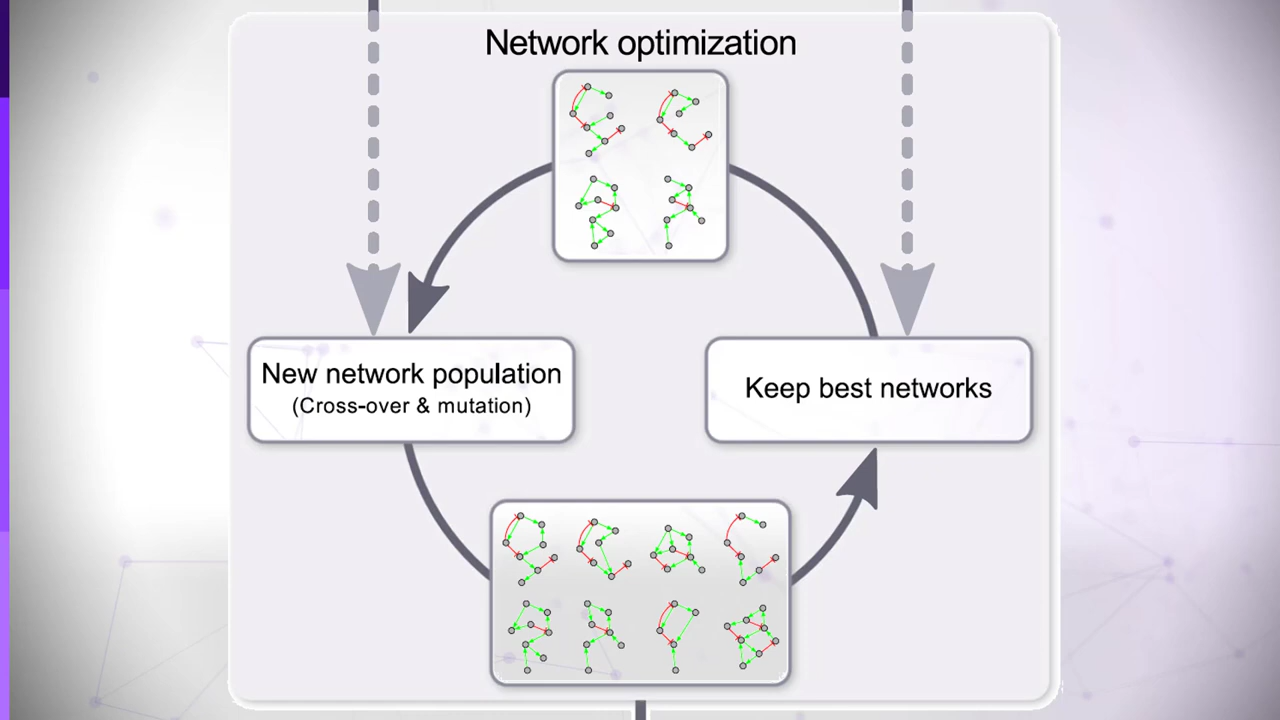 Network optimization
New network population
(Cross-over & mutation)
Keep best networks